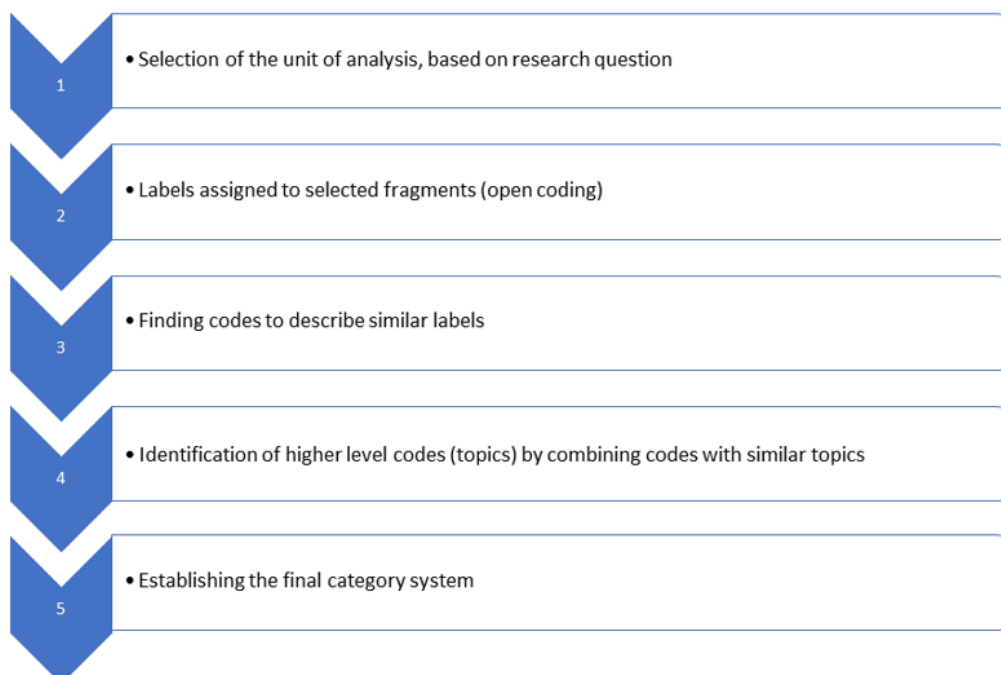 • Selection of the unit of analysis, based on research question
1
• Labels assigned to selected fragments (open coding)
2
• Finding codes to describe similar labels
3
• Identification of higher level codes (topics) by combining codes with similar topics
4
• Establishing the final category system
5